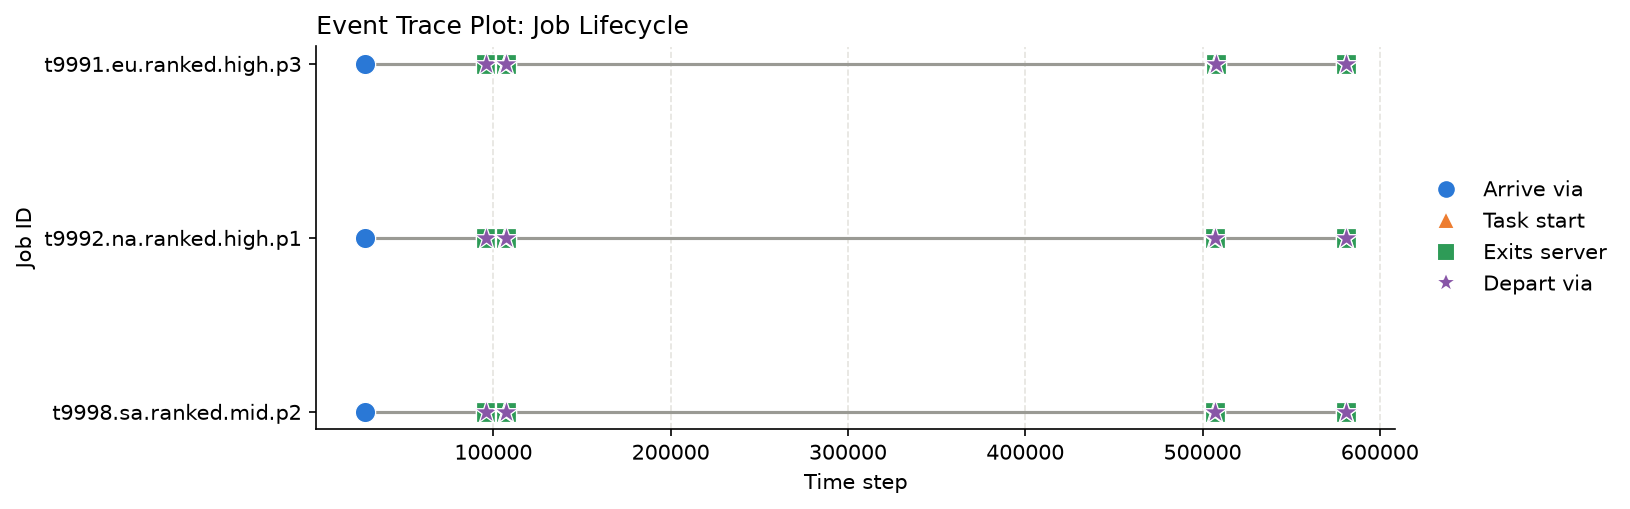 Event Trace Plot: Job Lifecycle
t9991.eu.ranked.high.p3
t9992.na.ranked.high.p1
t9998.sa.ranked.mid.p2
Job ID
100000 200000 300000 400000 500000 600000
Time step
Arrive via
Task start
Exits server
Depart via